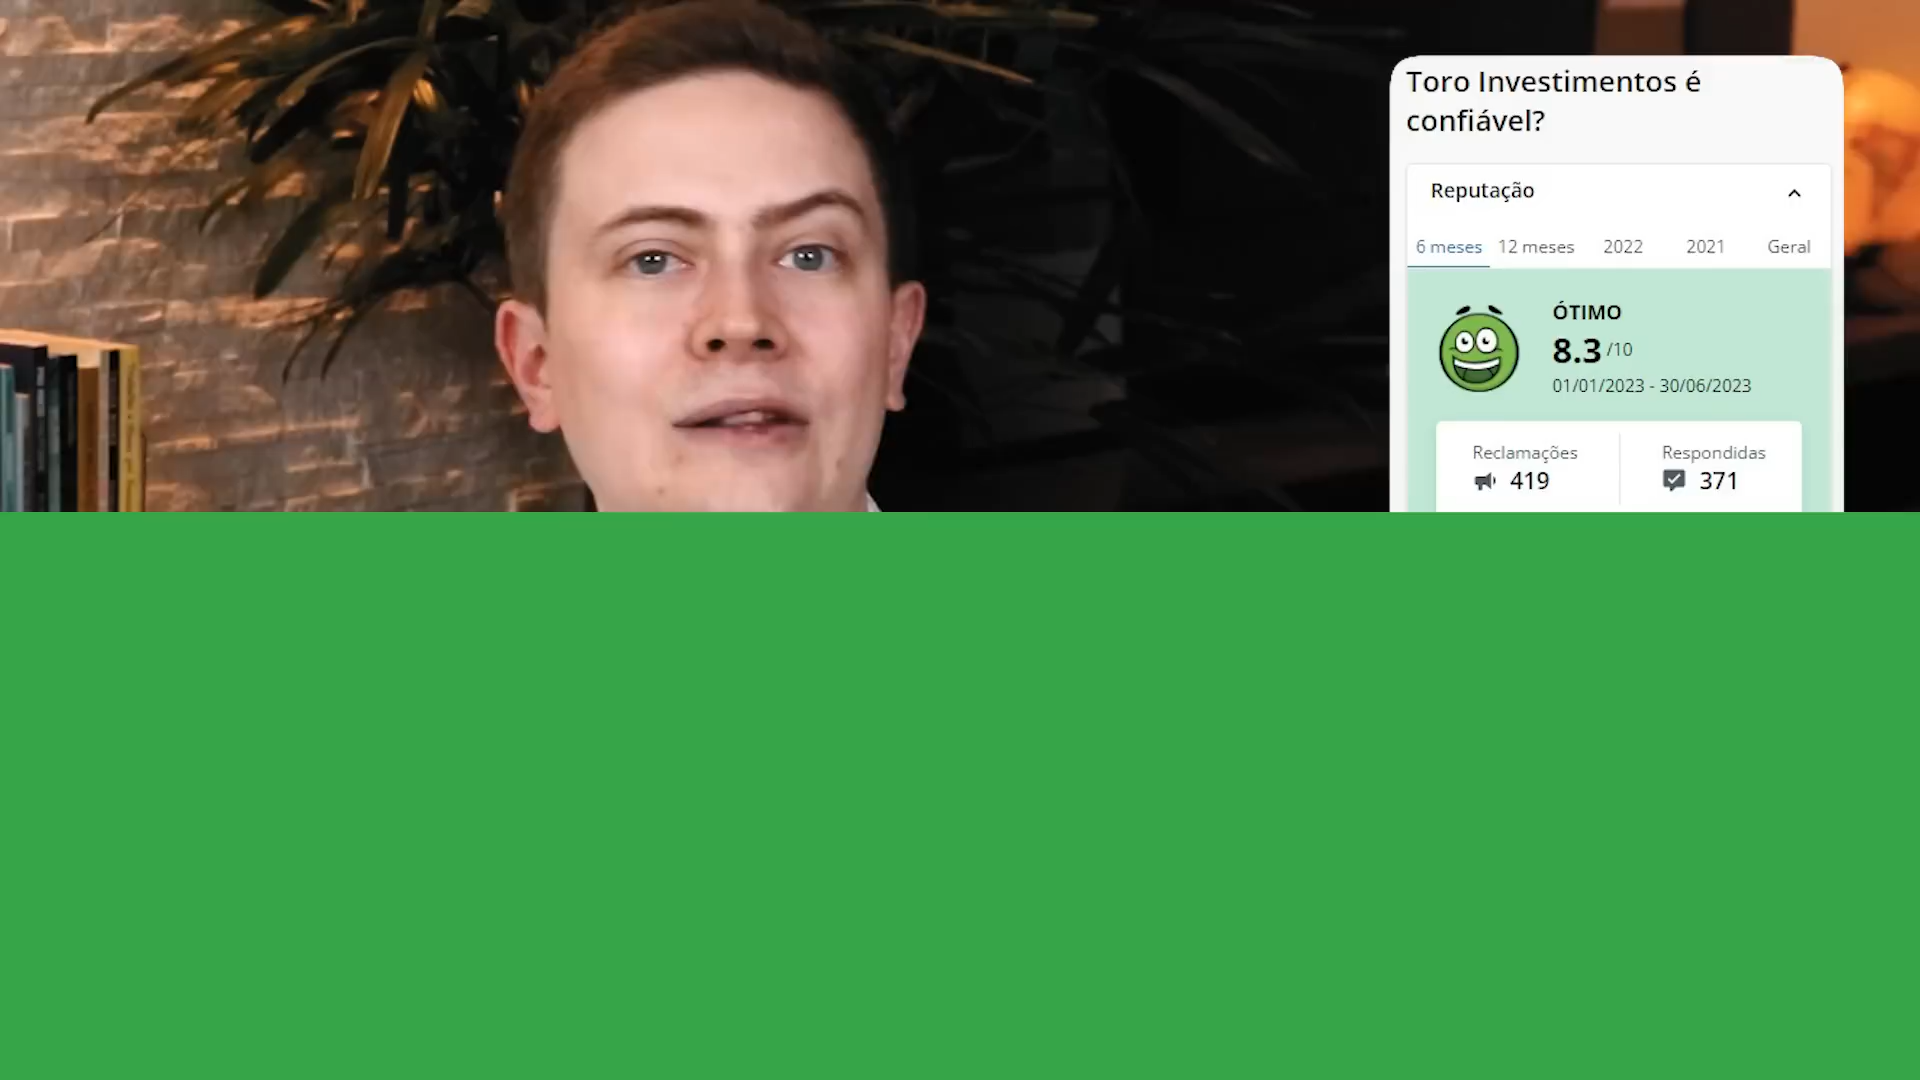 Toro Investimentos é
confiável?
Reputação
6 meses 12 meses 2022 2021 Geral
ÓTIMO
8.3 /10
01/01/2023 - 30/06/2023
Reclamações Respondidas
419 371